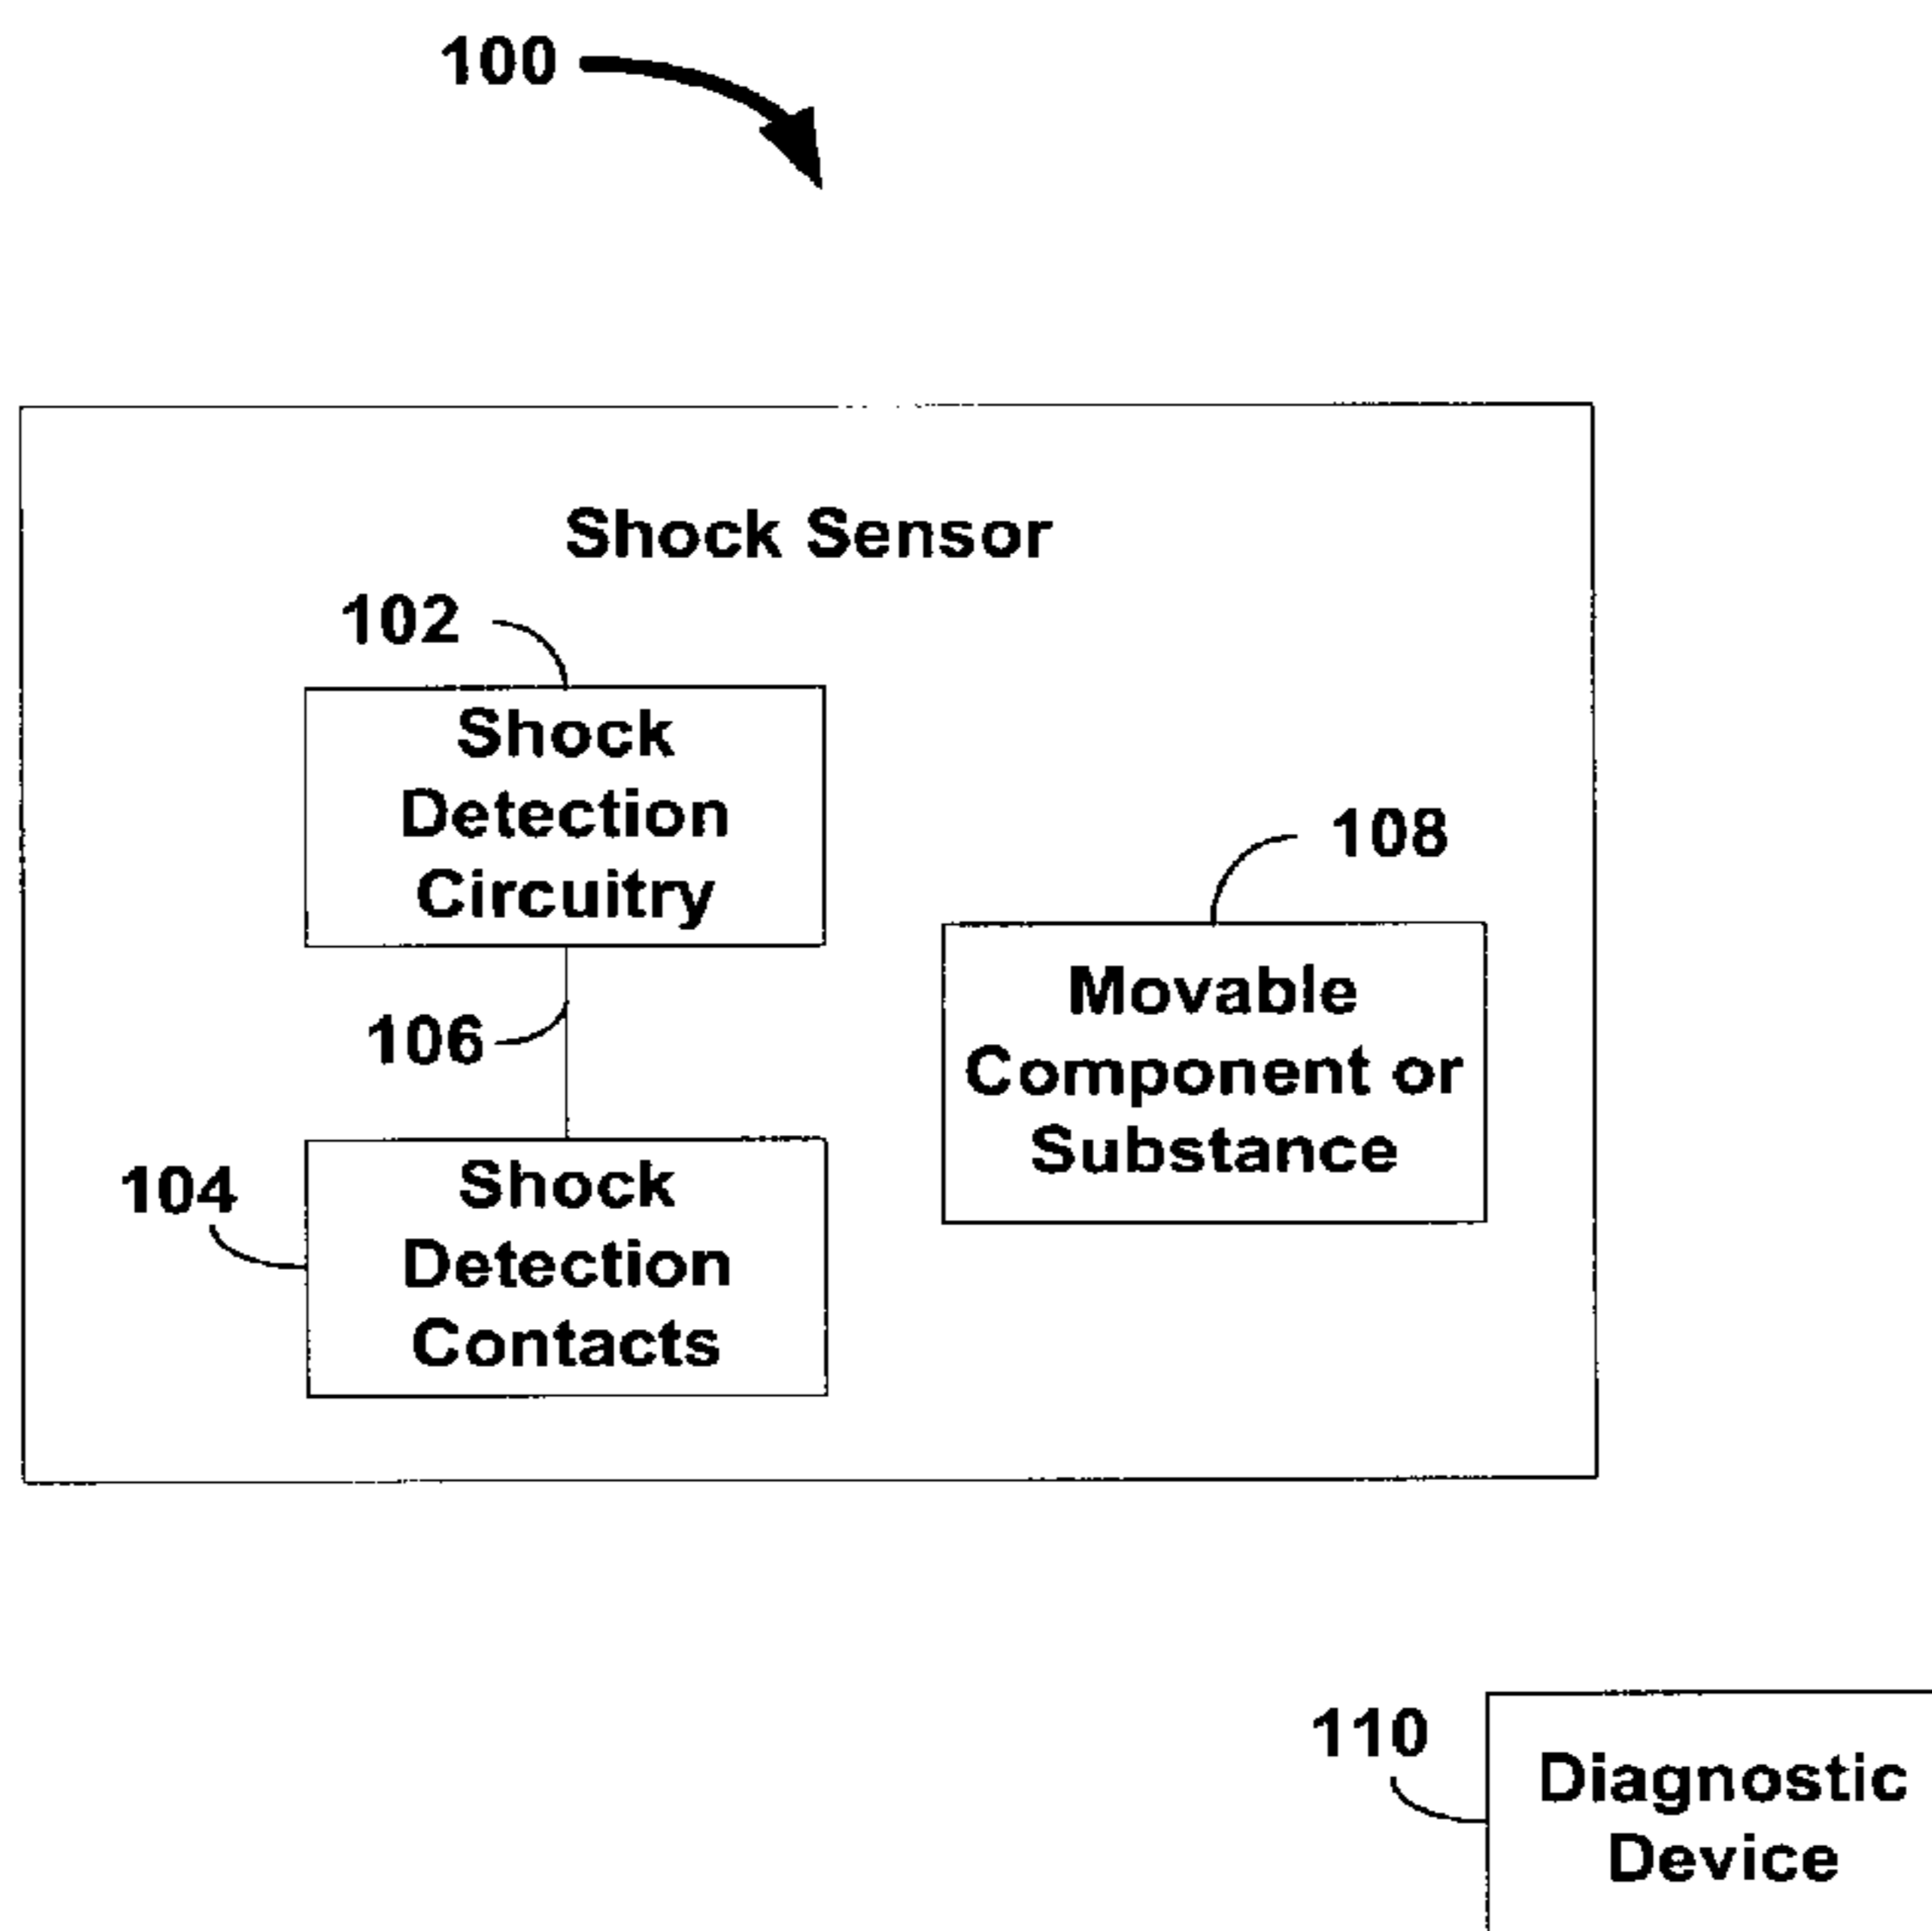 100
Shock Sensor
102
Shock
Detection
Circuitry
108
Movable
Component or
Substance
106
104
Shock
Detection
Contacts
110
Diagnostic
Device